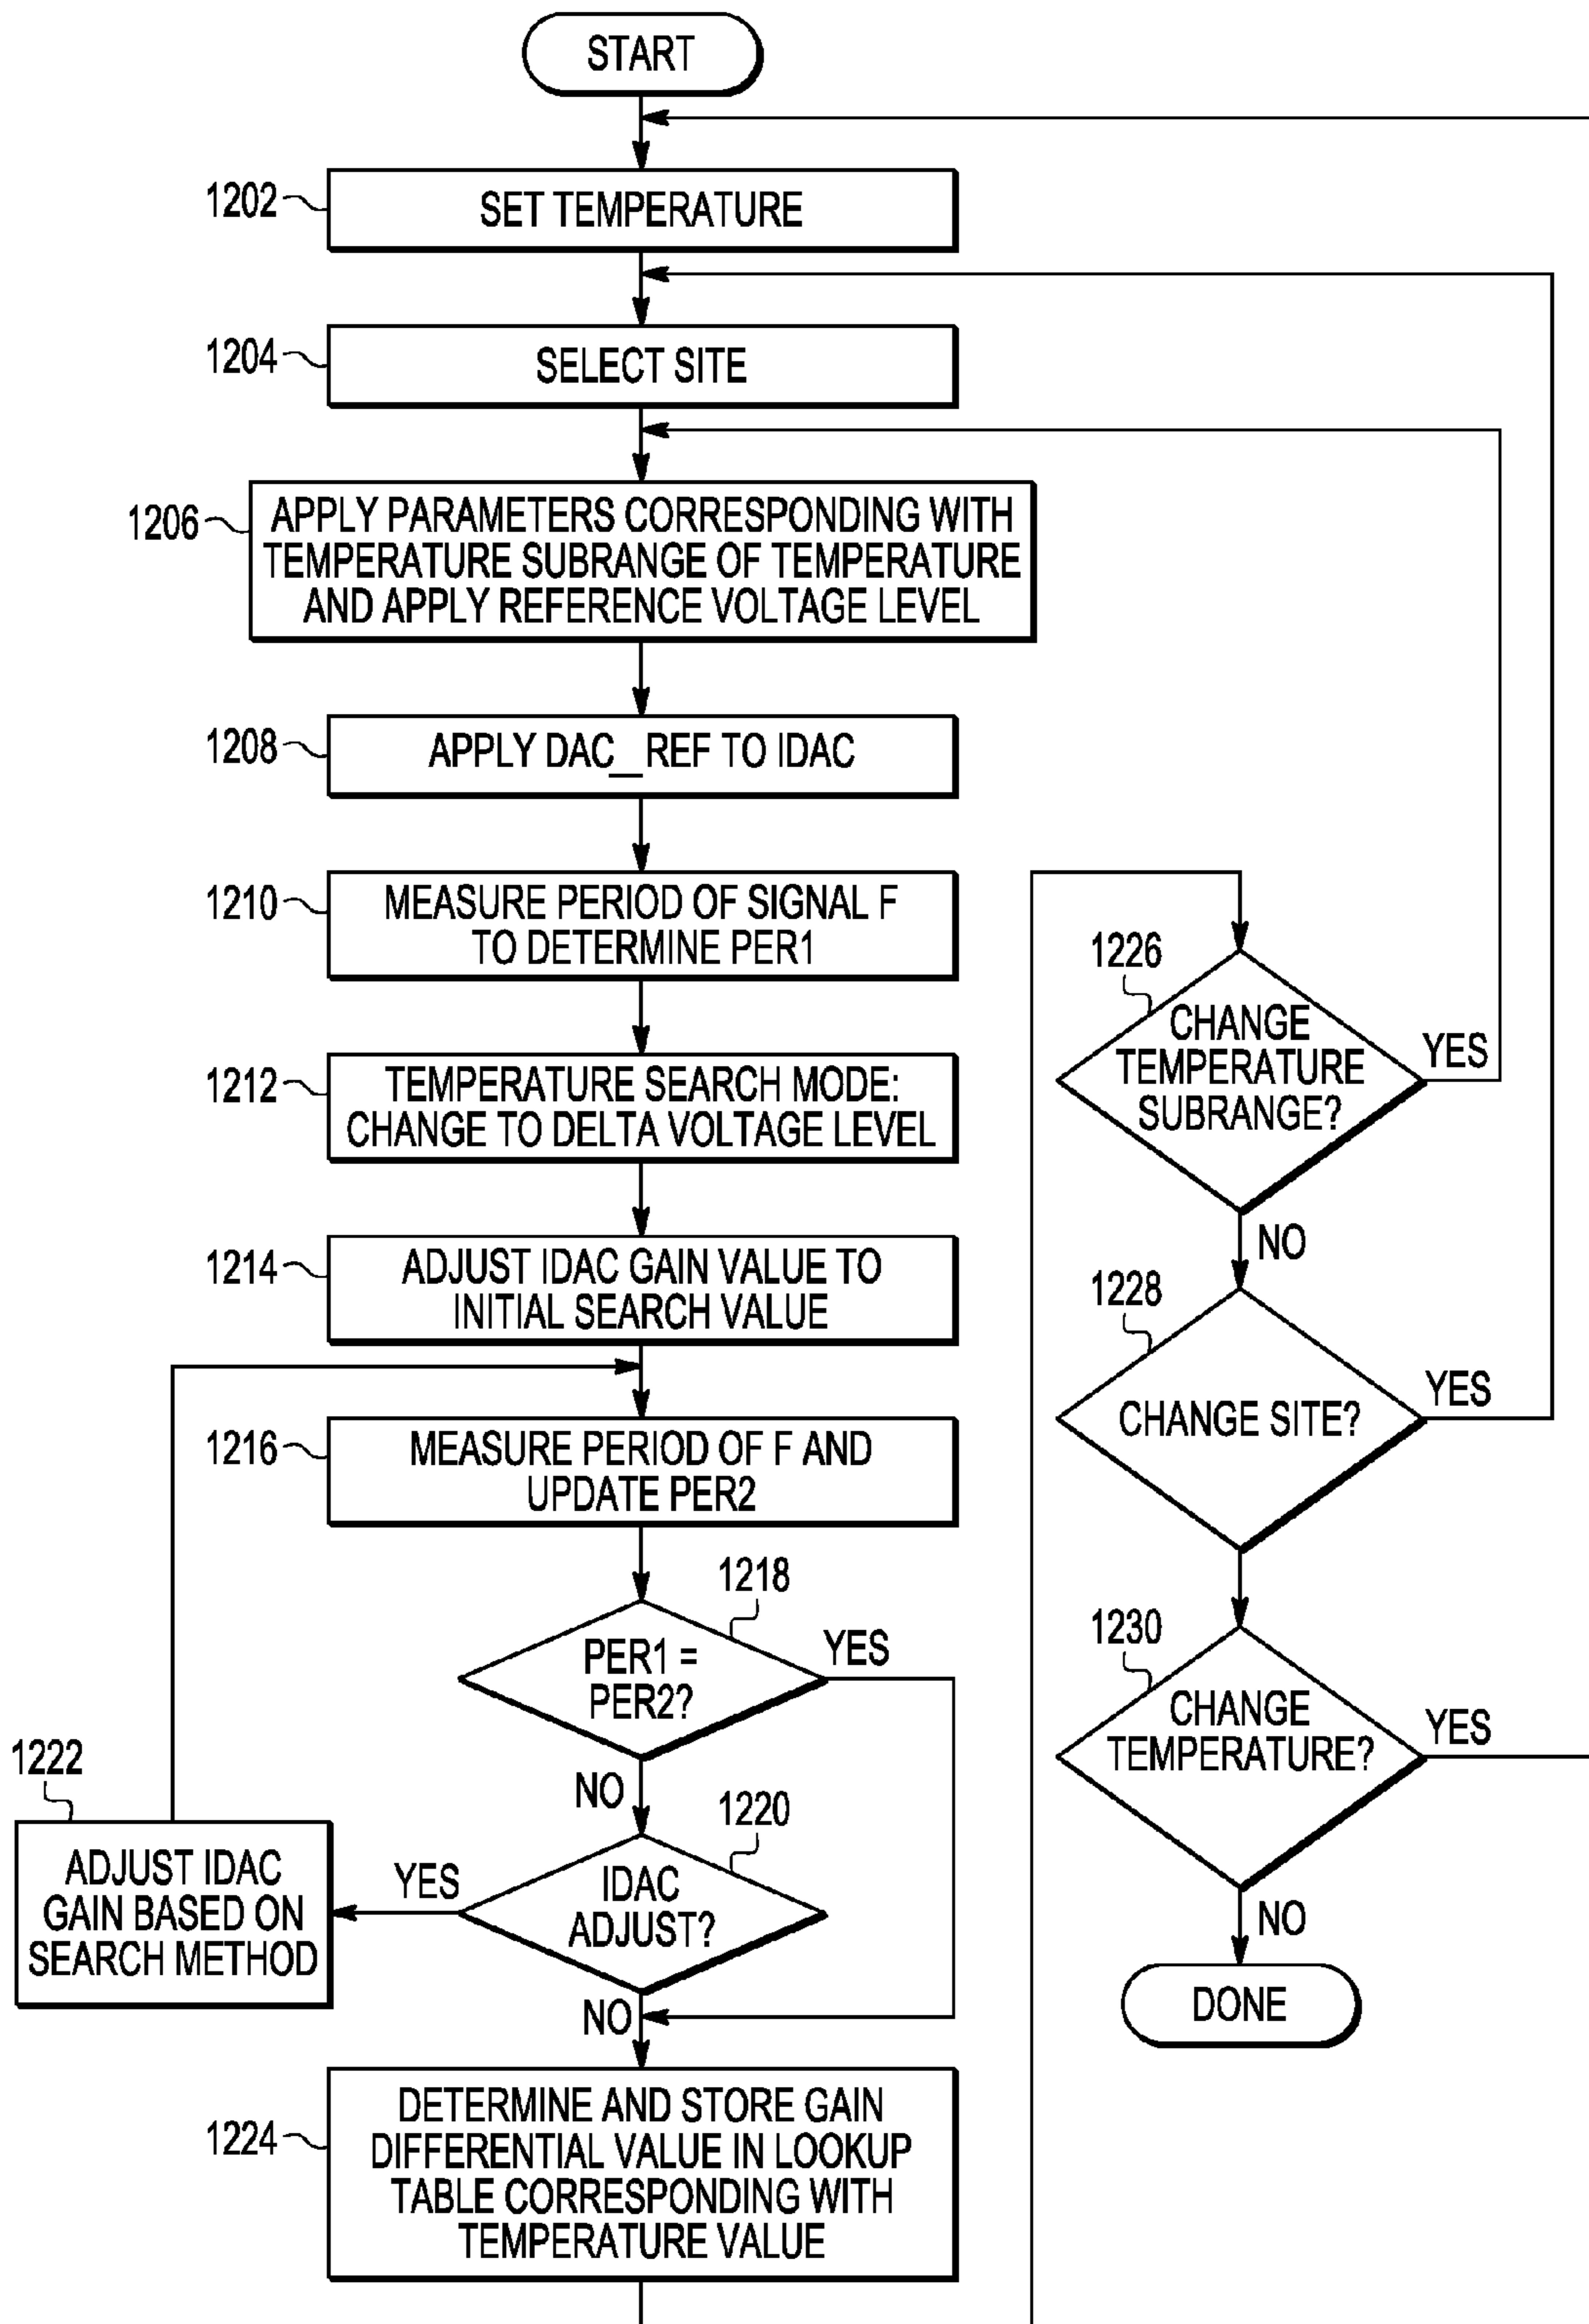 START
1202
SET TEMPERATURE
1204
SELECT SITE
1206
APPLY PARAMETERS CORRESPONDING WITH
TEMPERATURE SUBRANGE OF TEMPERATURE
AND APPLY REFERENCE VOLTAGE LEVEL
1208
APPLY DAC__REF TO IDAC
1210
MEASURE PERIOD OF SIGNAL F
TO DETERMINE PER1
1212
TEMPERATURE SEARCH MODE:
CHANGE TO DELTA VOLTAGE LEVEL
1214
ADJUST IDAC GAIN VALUE TO
INITIAL SEARCH VALUE
1216
MEASURE PERIOD OF F AND
UPDATE PER2
1218
PER1 =
PER2?
YES
NO
1220
IDAC
ADJUST?
YES
NO
1222
ADJUST IDAC
GAIN BASED ON
SEARCH METHOD
1224
DETERMINE AND STORE GAIN
DIFFERENTIAL VALUE IN LOOKUP
TABLE CORRESPONDING WITH
TEMPERATURE VALUE
1226
CHANGE
TEMPERATURE
SUBRANGE?
YES
NO
1228
CHANGE SITE?
YES
1230
CHANGE
TEMPERATURE?
YES
NO
DONE